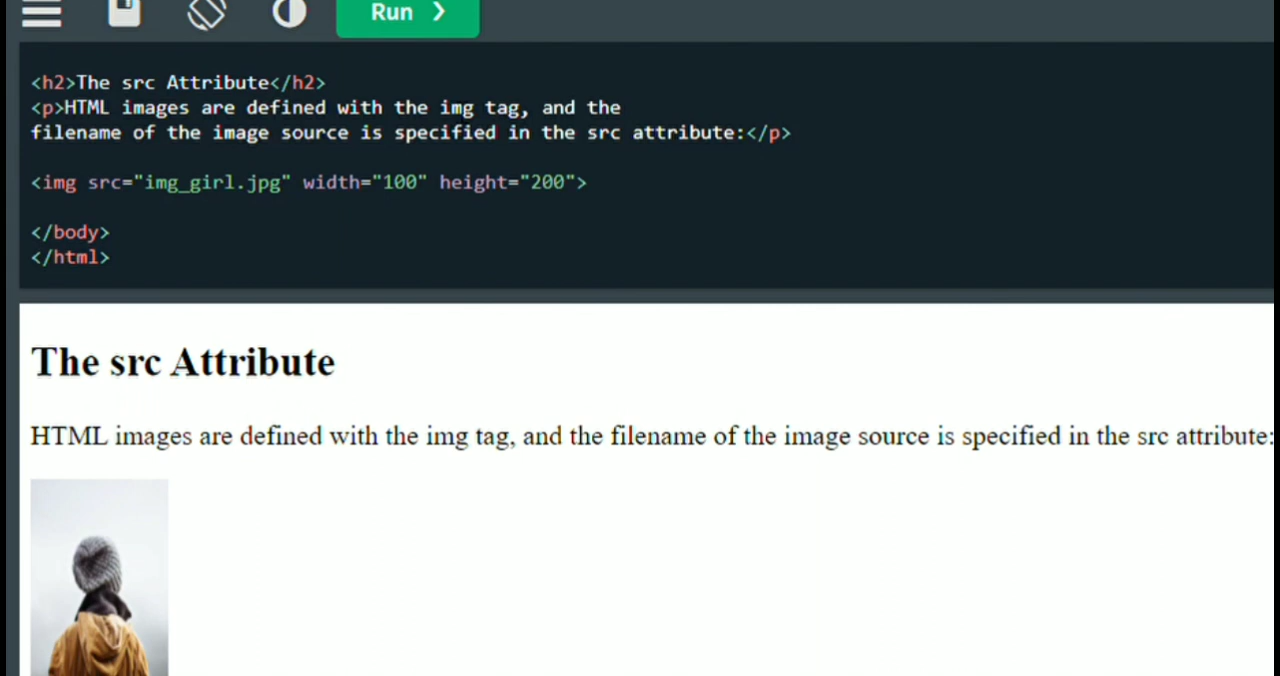 Run ❯
<h2>The src Attribute</h2>
<p>HTML images are defined with the img tag, and the
filename of the image source is specified in the src attribute:</p>
<img src="img_girl.jpg" width="100" height="200">
</body>
</html>
The src Attribute
HTML images are defined with the img tag, and the filename of the image source is specified in the src attribute: